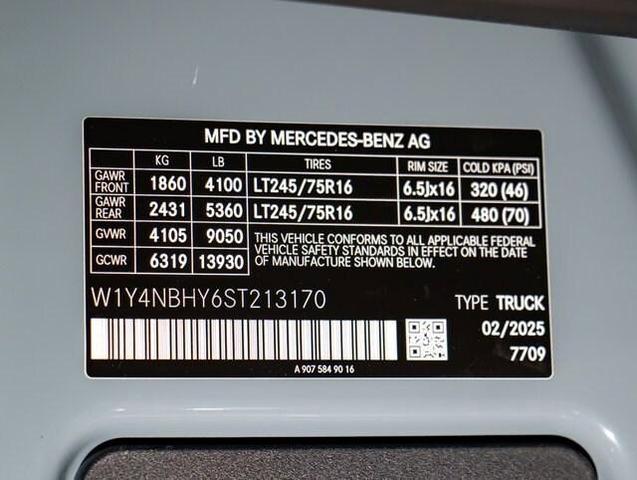 MFD BY MERCEDES-BENZ AG
KG LB TIRES RIM SIZE COLD KPA (PSI)
GAWR FRONT 1860 4100 LT245/75R16 6.5Jx16 320 (46)
GAWR REAR 2431 5360 LT245/75R16 6.5Jx16 480 (70)
GVWR 4105 9050
GCWR 6319 13930
THIS VEHICLE CONFORMS TO ALL APPLICABLE FEDERAL
VEHICLE SAFETY STANDARDS IN EFFECT ON THE DATE
OF MANUFACTURE SHOWN BELOW.
W1Y4NBHY6ST213170 TYPE TRUCK
02/2025
7709
A 907 584 90 16